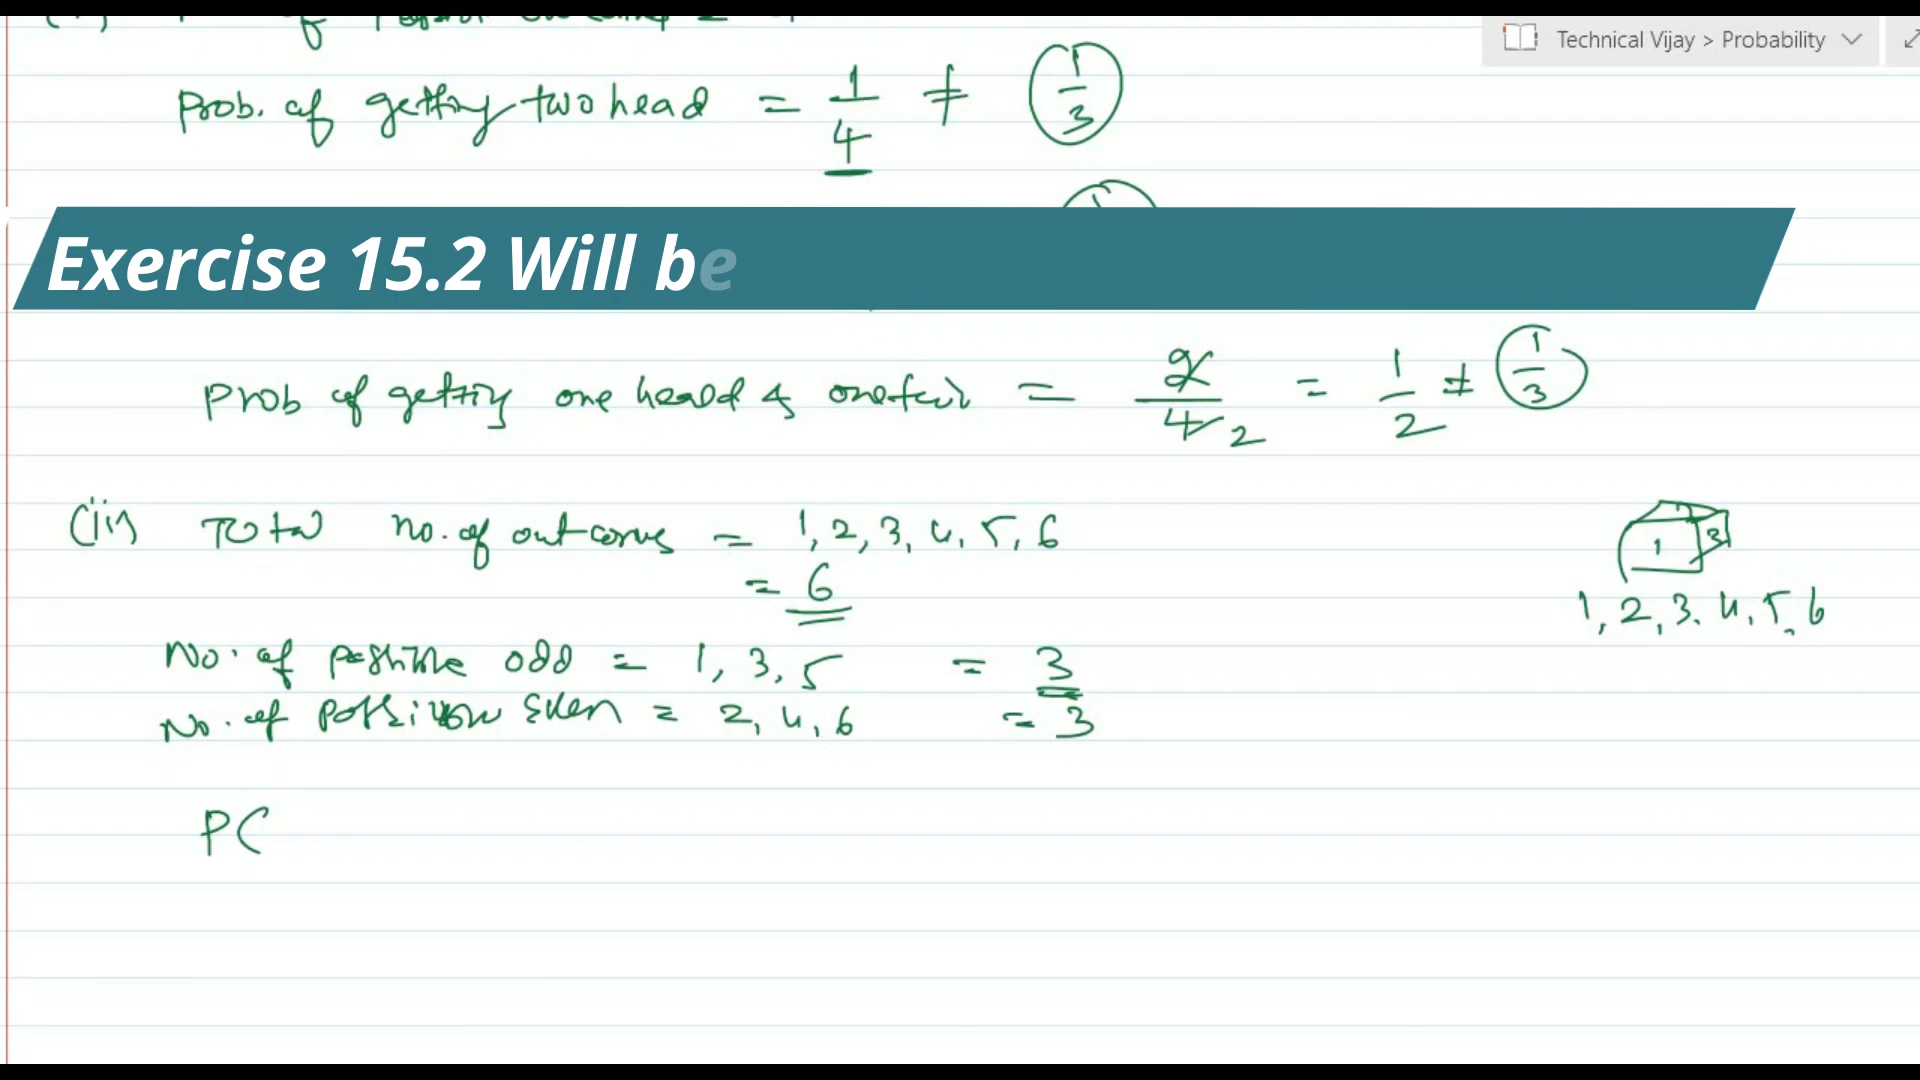 Technical Vijay > Probability
Prob. of getting two head = 1/4 ≠ 1/3
Exercise 15.2 Will be
Prob of getting one head & one tail = 2/4 2 = 1/2 ≠ 1/3
(ii) Total no. of outcomes = 1, 2, 3, 4, 5, 6
= 6
1 3
1, 2, 3, 4, 5, 6
No. of possible odd = 1, 3, 5 = 3
No. of possible even = 2, 4, 6 = 3
P(